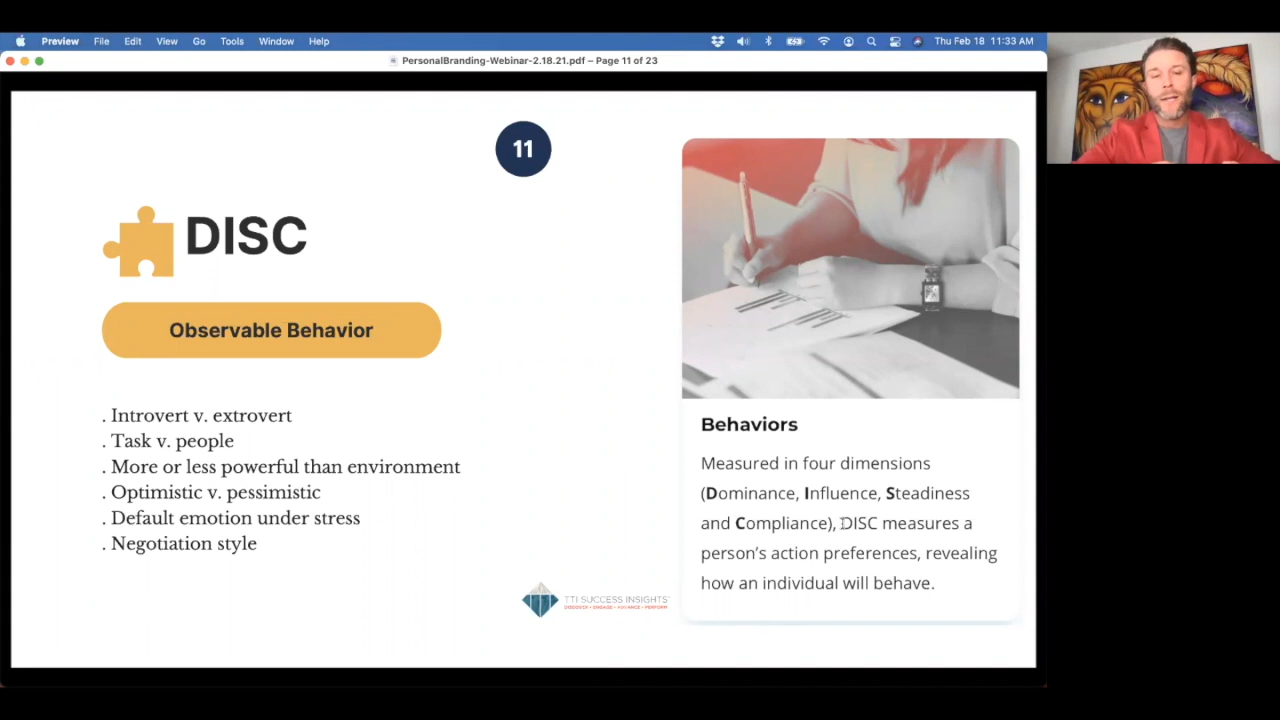 Preview File Edit View Go Tools Window Help Thu Feb 18 11:33 AM
PersonalBranding-Webinar-2.18.21.pdf – Page 11 of 23
11
DISC
Observable Behavior
. Introvert v. extrovert
. Task v. people
. More or less powerful than environment
. Optimistic v. pessimistic
. Default emotion under stress
. Negotiation style
Behaviors
Measured in four dimensions
(Dominance, Influence, Steadiness
and Compliance), DISC measures a
person's action preferences, revealing
how an individual will behave.
TTI SUCCESS INSIGHTS